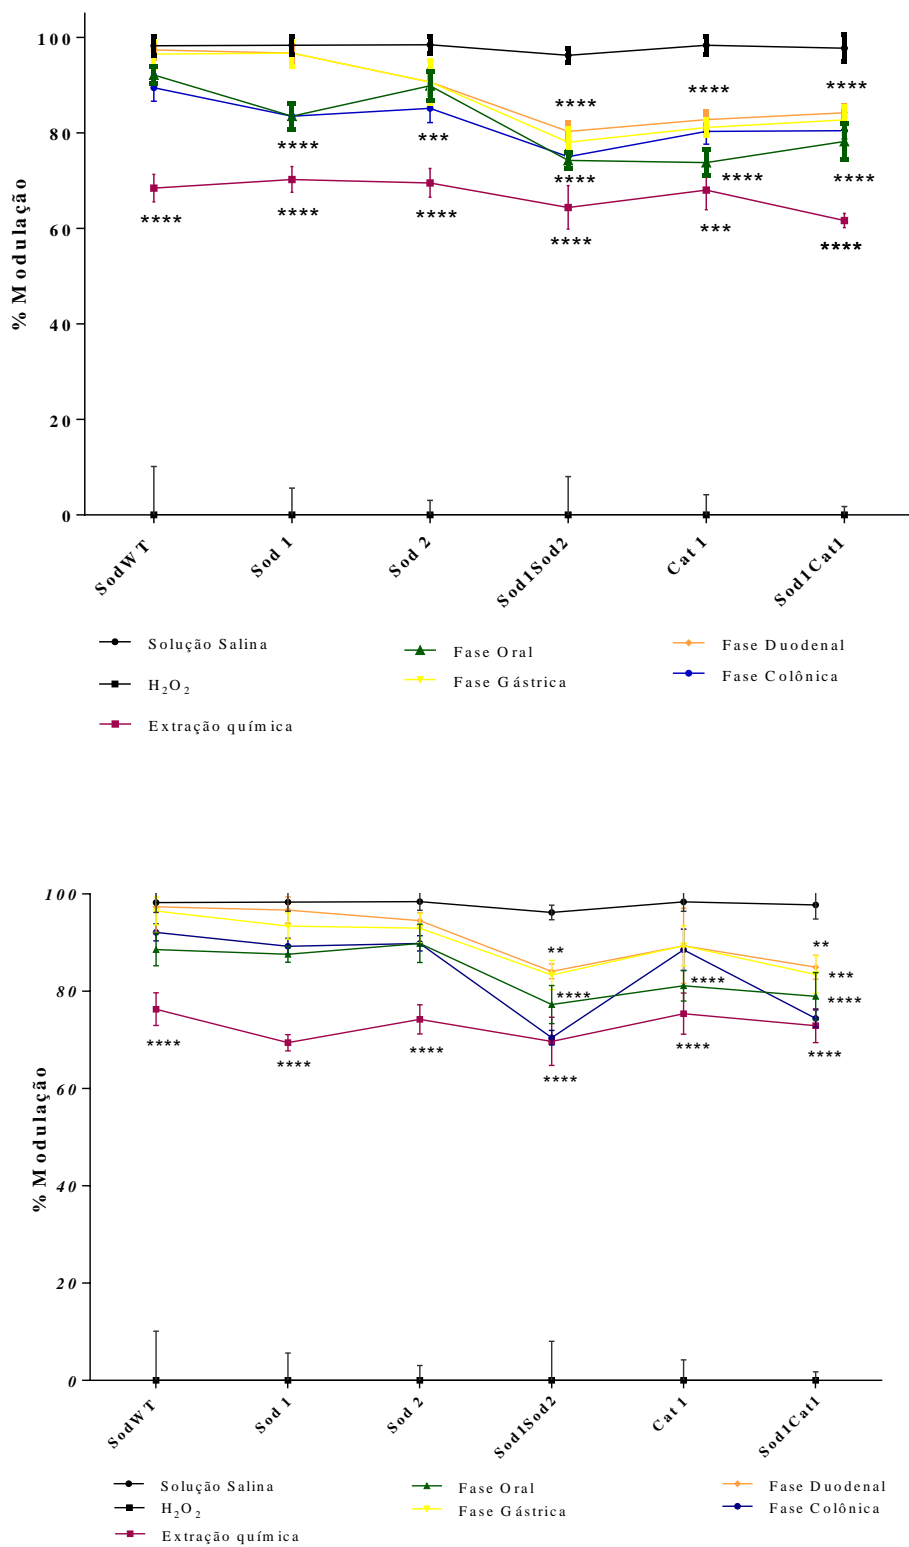 100
80
60
40
20
0
% Modulação
****
****
****
****
***
****
****
***
****
****
****
****
****
***
****
SodWT
Sod 1
Sod 2
Sod1Sod2
Cat 1
Sod1Cat1
Solução Salina
H₂O₂
Extração química
Fase Oral
Fase Gástrica
Fase Duodenal
Fase Colônica
100
80
60
40
20
0
% Modulação
**
**
***
****
****
****
****
****
****
****
****
****
SodWT
Sod 1
Sod 2
Sod1Sod2
Cat 1
Sod1Cat1
Solução Salina
H₂O₂
Extração química
Fase Oral
Fase Gástrica
Fase Duodenal
Fase Colônica